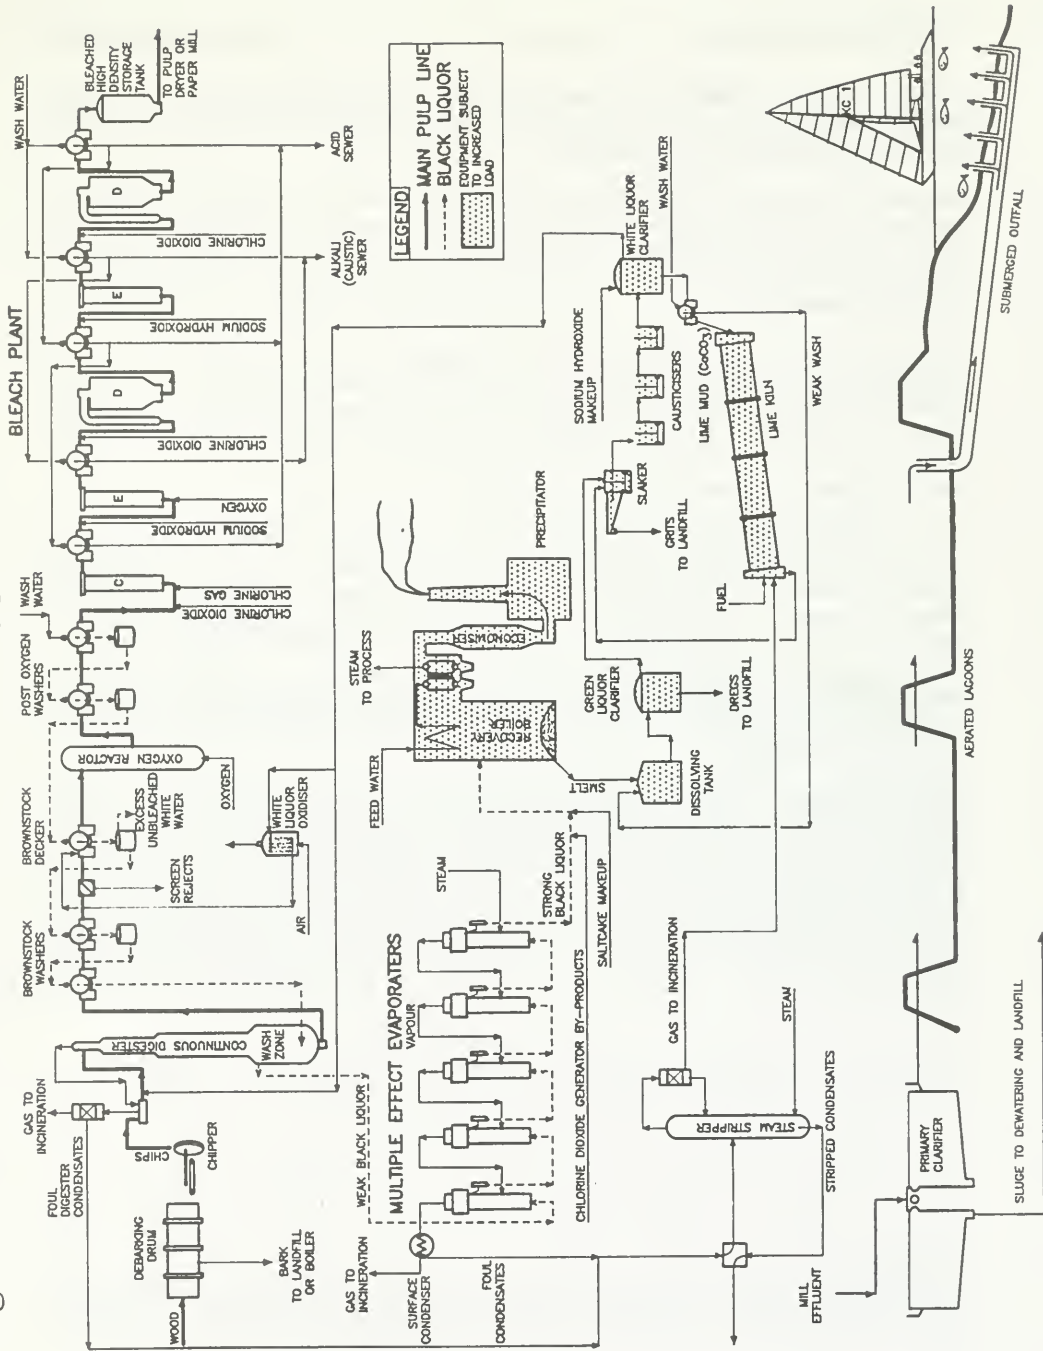 BLEACH PLANT
WASH WATER
BLEACHED
HIGH
DENSITY
STORAGE
TANK
TO PULP
DRYER OR
PAPER MILL
D
CHLORINE DIOXIDE
E
SODIUM HYDROXIDE
D
CHLORINE DIOXIDE
E
OXYGEN
SODIUM HYDROXIDE
C
CHLORINE GAS
CHLORINE DIOXIDE
ACID
SEWER
ALKALI
(CAUSTIC)
SEWER
WASH
WATER
POST OXYGEN
WASHERS
OXYGEN REACTOR
OXYGEN
BROWNSTOCK
DECKER
EXCESS
UNBLEACHED
WHITE
WATER
WHITE
LIQUOR
OXIDISER
AIR
SCREEN
REJECTS
BROWNSTOCK
WASHERS
CONTINUOUS DIGESTER
WASH
ZONE
GAS TO
INCINERATION
FOUL
DIGESTER
CONDENSATES
CHIPS
CHIPPER
DEBARKING
DRUM
WOOD
BARK
TO LANDFILL
OR BOILER
LEGEND
MAIN PULP LINE
BLACK LIQUOR
EQUIPMENT SUBJECT
TO INCREASED
LOAD
WEAK BLACK LIQUOR
MULTIPLE EFFECT EVAPORATERS
VAPOUR
STEAM
STRONG
BLACK LIQUOR
GAS TO
INCINERATION
SURFACE
CONDENSER
FOUL
CONDENSATES
CHLORINE DIOXIDE GENERATOR BY-PRODUCTS
SALTCAKE MAKEUP
FEED WATER
STEAM
TO PROCESS
RECOVERY
BOILER
ECONOMISER
PRECIPITATOR
SMELT
DISSOLVING
TANK
GREEN
LIQUOR
CLARIFIER
DREGS
TO LANDFILL
SLAKER
GRITS
TO LANDFILL
SODIUM HYDROXIDE
MAKEUP
CAUSTICISERS
WHITE LIQUOR
CLARIFIER
WASH WATER
LIME MUD (CoCO3)
LIME KILN
FUEL
WEAK WASH
GAS TO INCINERATION
STEAM STRIPPER
STEAM
STRIPPED CONDENSATES
MILL
EFFLUENT
PRIMARY
CLARIFIER
SLUGE TO DEWATERING AND LANDFILL
AERATED LAGOONS
SUBMERGED OUTFALL
KC 1